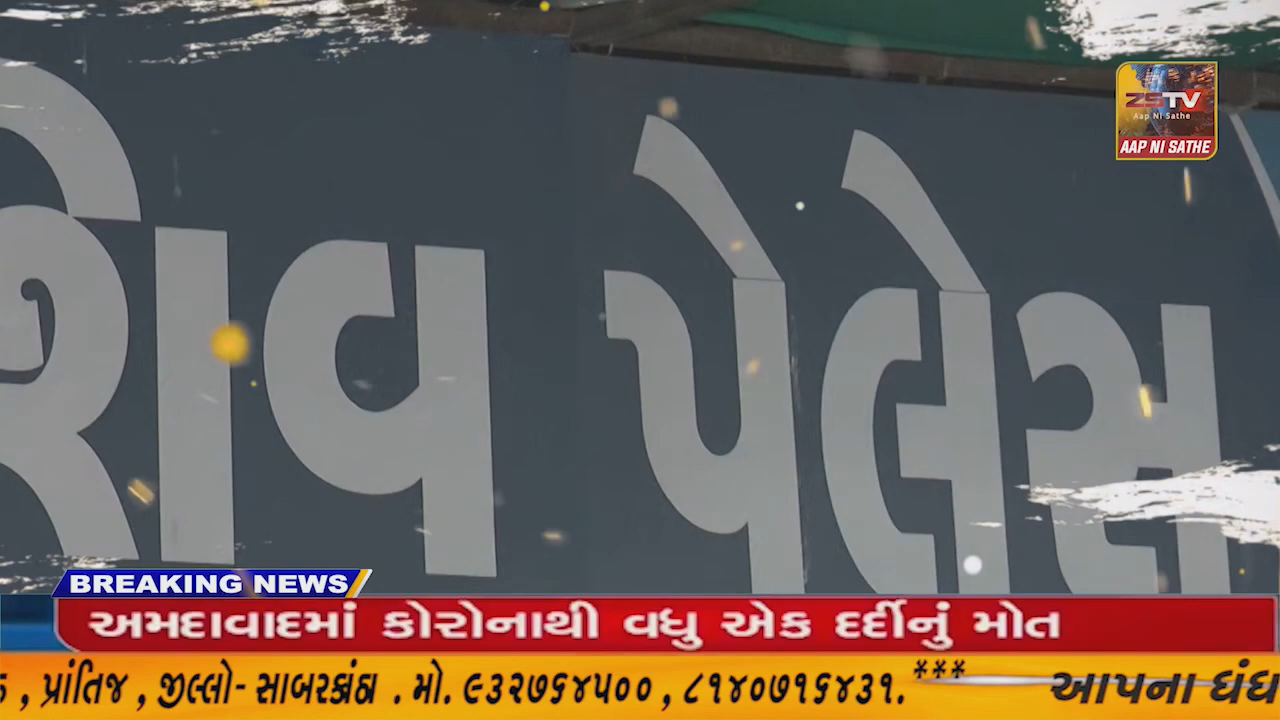 ZSTV
Aap Ni Sathe
AAP NI SATHE
શિવ પેલેસ
BREAKING NEWS
અમદાવાદમાં કોરોનાથી વધુ એક દર્દીનું મોત
, પ્રાંતિજ , જીલ્લો- સાબરકાંઠા . મો. ૯૩૨૭૬૪૫૦૦ , ૮૧૪૦૭૧૬૪૩૧. *** આપના ધંધ